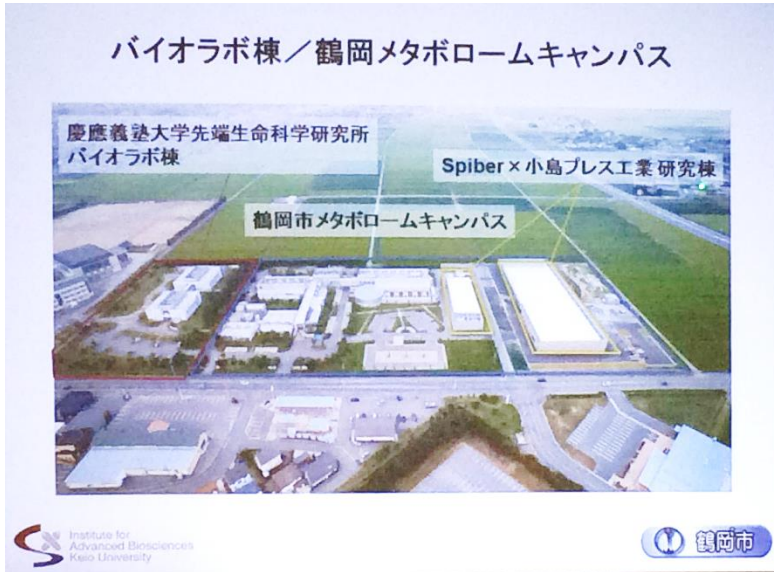 バイオラボ棟／鶴岡メタボロームキャンパス
慶應義塾大学先端生命科学研究所
バイオラボ棟
Spiber×小島プレス工業 研究棟
鶴岡市メタボロームキャンパス
Institute for
Advanced Biosciences
Keio University
鶴岡市